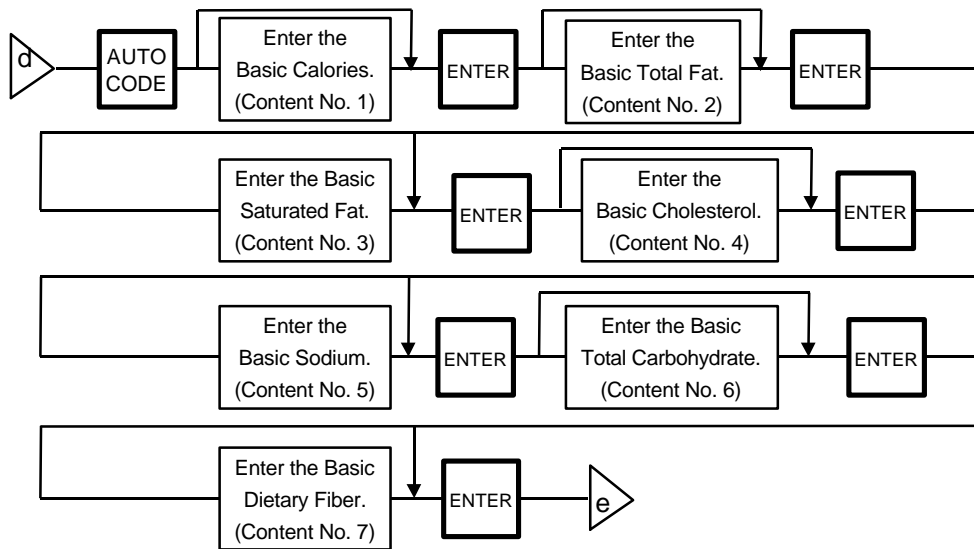 d
AUTO
CODE
Enter the
Basic Calories.
(Content No. 1)
ENTER
Enter the
Basic Total Fat.
(Content No. 2)
ENTER
Enter the Basic
Saturated Fat.
(Content No. 3)
ENTER
Enter the
Basic Cholesterol.
(Content No. 4)
ENTER
Enter the
Basic Sodium.
(Content No. 5)
ENTER
Enter the Basic
Total Carbohydrate.
(Content No. 6)
ENTER
Enter the Basic
Dietary Fiber.
(Content No. 7)
ENTER
e